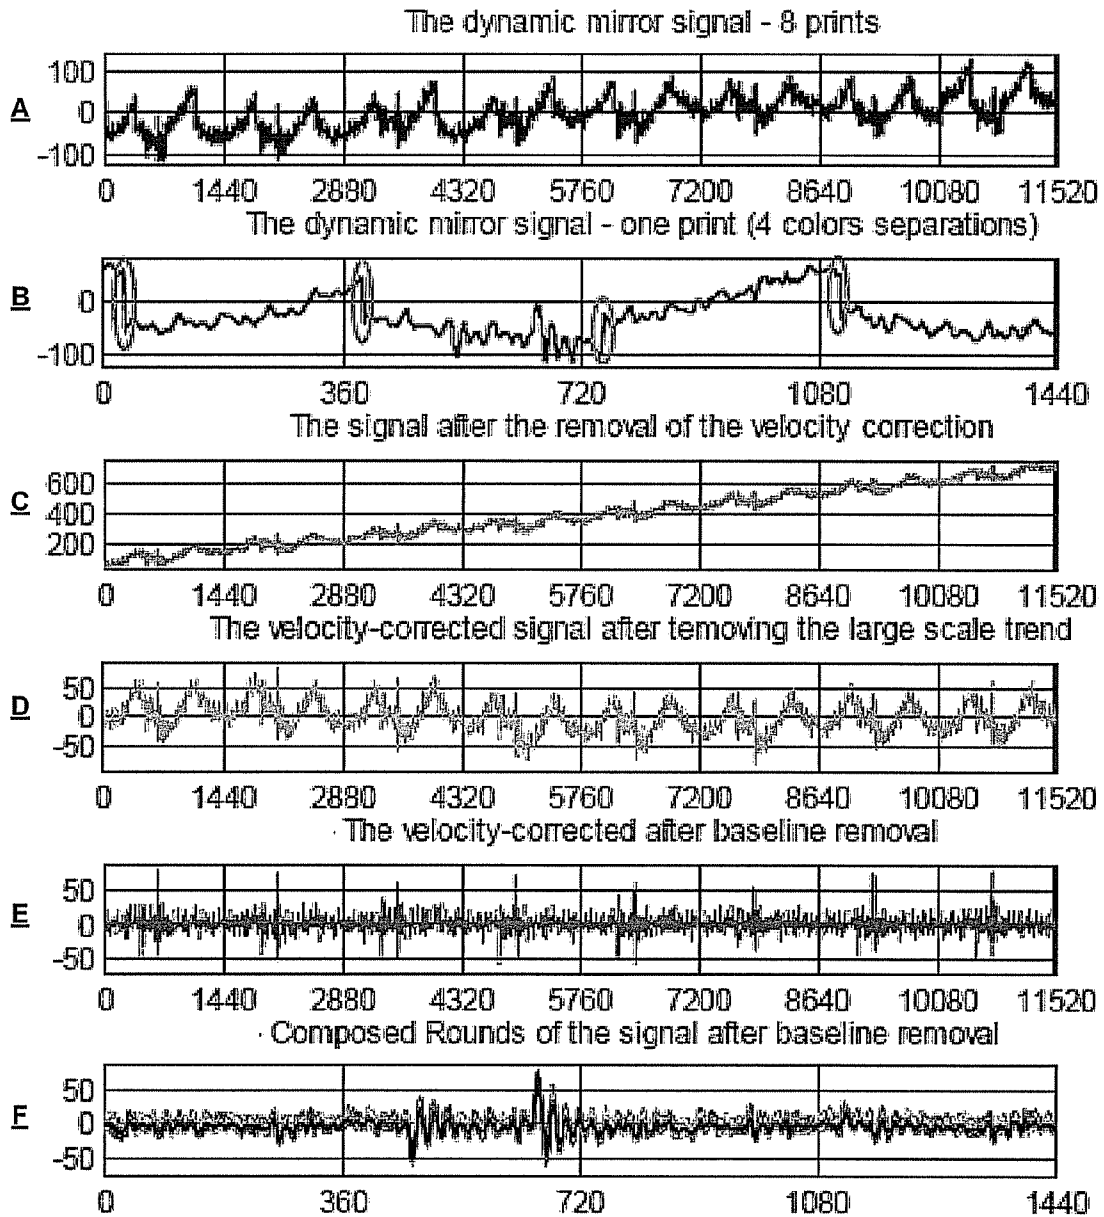 The dynamic mirror signal - 8 prints
A
100
0
-100
0 1440 2880 4320 5760 7200 8640 10080 11520
The dynamic mirror signal - one print (4 colors separations)
B
0
-100
0 360 720 1080 1440
The signal after the removal of the velocity correction
C
600
400
200
0 1440 2880 4320 5760 7200 8640 10080 11520
The velocity-corrected signal after temoving the large scale trend
D
50
0
-50
0 1440 2880 4320 5760 7200 8640 10080 11520
The velocity-corrected after baseline removal
E
50
0
-50
0 1440 2880 4320 5760 7200 8640 10080 11520
Composed Rounds of the signal after baseline removal
F
50
0
-50
0 360 720 1080 1440